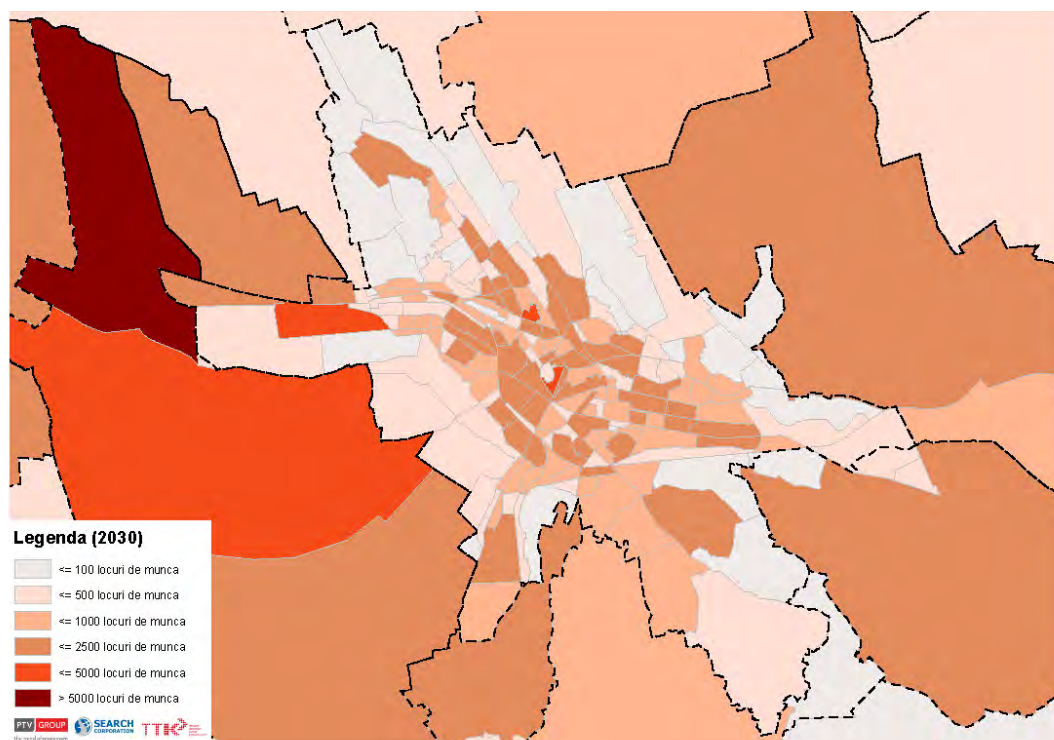 Legenda (2030)
<= 100 locuri de munca
<= 500 locuri de munca
<= 1000 locuri de munca
<= 2500 locuri de munca
<= 5000 locuri de munca
> 5000 locuri de munca
PTV GROUP
SEARCH
CORPORATION
TTK